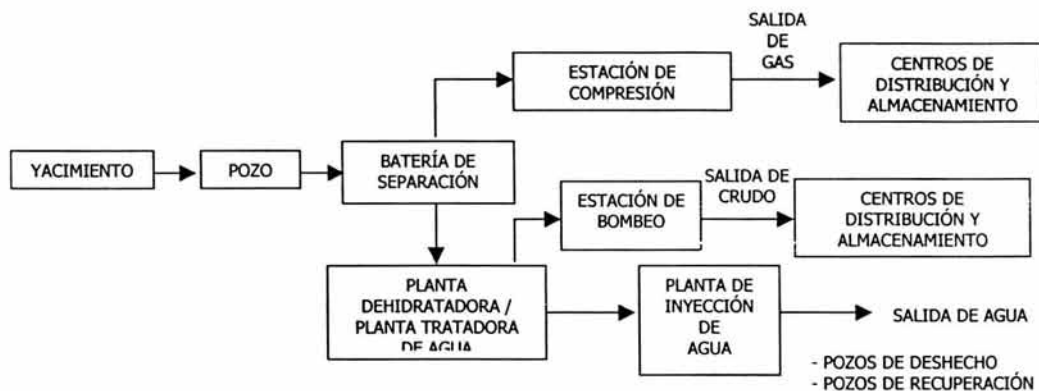 SALIDA
DE
GAS
ESTACIÓN DE
COMPRESIÓN
CENTROS DE
DISTRIBUCIÓN Y
ALMACENAMIENTO
YACIMIENTO
POZO
BATERÍA DE
SEPARACIÓN
SALIDA DE
CRUDO
ESTACIÓN DE
BOMBEO
CENTROS DE
DISTRIBUCIÓN Y
ALMACENAMIENTO
PLANTA
DEHIDRATADORA /
PLANTA TRATADORA
DE AGUA
PLANTA DE
INYECCIÓN
DE
AGUA
SALIDA DE AGUA
- POZOS DE DESHECHO
- POZOS DE RECUPERACIÓN